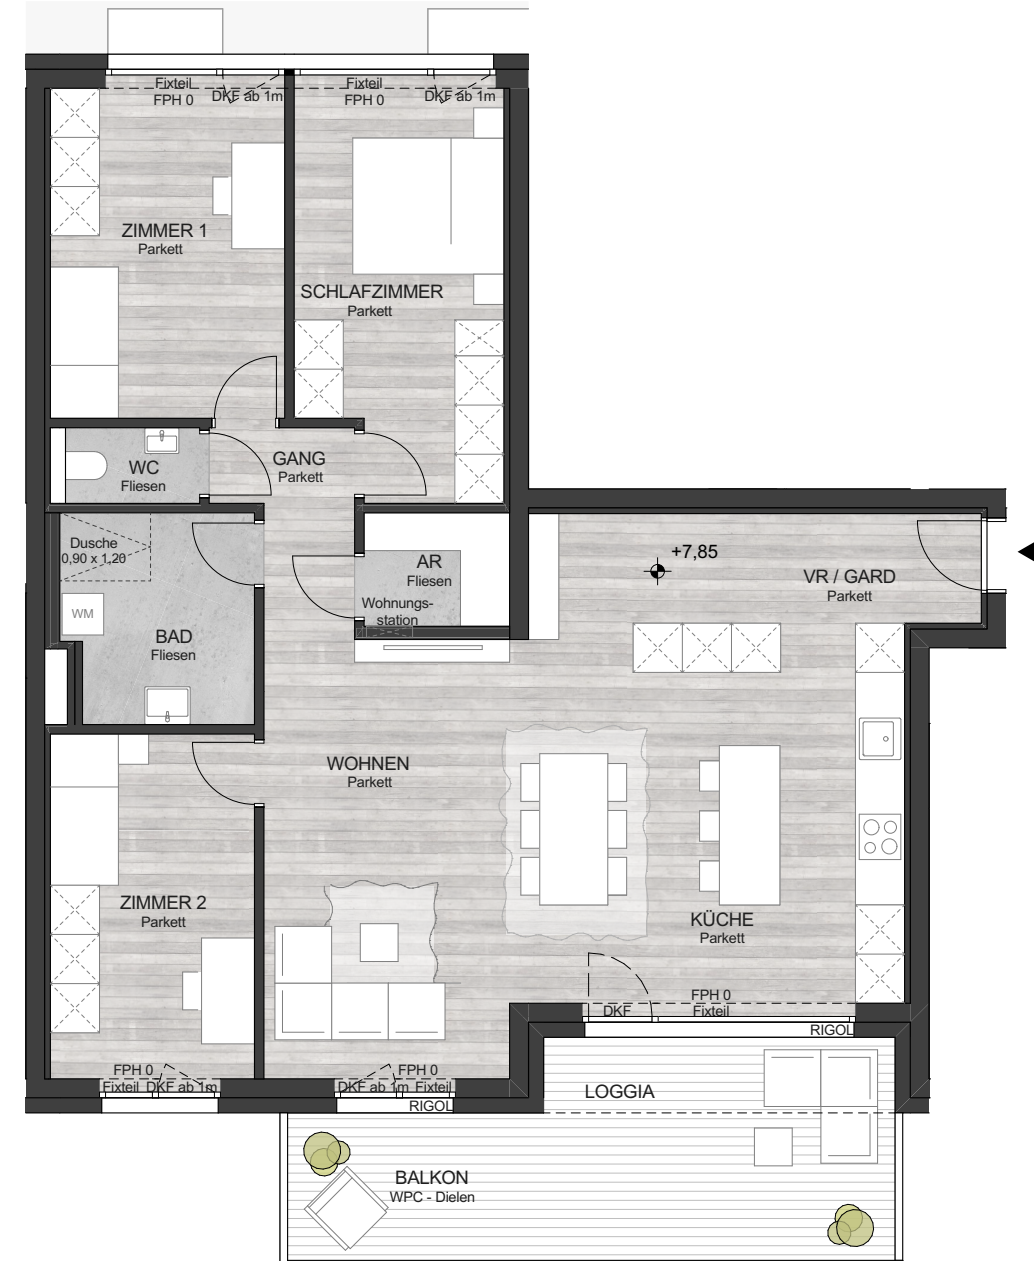 Fixteil
FPH 0
DKF ab 1m
Fixteil
FPH 0
DKF ab 1m
ZIMMER 1
Parkett
SCHLAFZIMMER
Parkett
WC
Fliesen
GANG
Parkett
Dusche
0,90 x 1,20
WM
BAD
Fliesen
AR
Fliesen
Wohnungs-
station
+7,85
VR / GARD
Parkett
WOHNEN
Parkett
ZIMMER 2
Parkett
KÜCHE
Parkett
FPH 0
DKF
Fixteil
RIGOL
FPH 0
Fixteil DKF ab 1m
FPH 0
DKF ab 1m Fixteil
RIGOL
LOGGIA
BALKON
WPC - Dielen